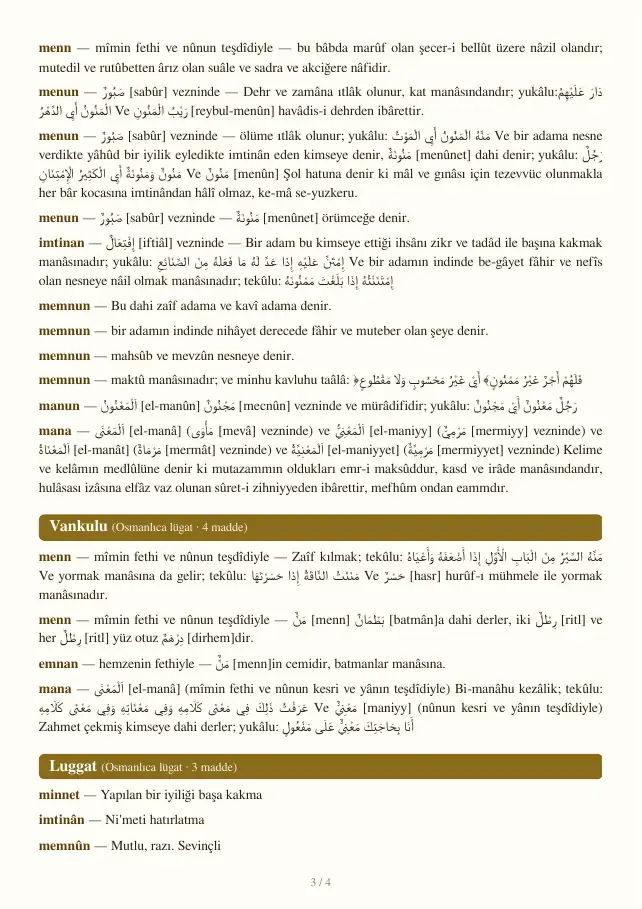 menn — mîmin fethi ve nûnun teşdîdiyle — bu bâbda marûf olan şecer-i bellût üzere nâzil olandır;
mutedil ve rutûbetten ârız olan suâle ve sadra ve akciğere nâfidir.
menun — صَبُورٌ [sabûr] vezninde — Dehr ve zamâna ıtlâk olunur, kat manâsındandır; yukâlu: دَارَ عَلَيْهِمُ
الْمَنُونُ أَيِ الدَّهْرُ Ve رَيْبُ الْمَنُونِ [reybul-menûn] havâdis-i dehrden ibârettir.
menun — صَبُورٌ [sabûr] vezninde — ölüme ıtlâk olunur; yukâlu: مَنَّهُ الْمَنُونُ أَيِ الْمَوْتُ Ve bir adama nesne
verdikte yâhûd bir iyilik eyledikte imtinân eden kimseye denir, مَنُونَةٌ [menûnet] dahi denir; yukâlu: رَجُلٌ
مَنُونٌ وَمَنُونَةٌ أَيِ الْكَثِيرُ الْإِمْتِنَانِ Ve مَنُونٌ [menûn] Şol hatuna denir ki mâl ve gınâsı için tezevvüc olunmakla
her bâr kocasına imtinândan hâlî olmaz, ke-mâ se-yuzkeru.
menun — صَبُورٌ [sabûr] vezninde — مَنُونَةٌ [menûnet] örümceğe denir.
imtinan — إِفْتِعَالٌ [iftiâl] vezninde — Bir adam bu kimseye ettiği ihsânı zikr ve tadâd ile başına kakmak
manâsınadır; yukâlu: إِمْتَنَّ عَلَيْهِ إِذَا عَدَّ لَهُ مَا فَعَلَهُ مِنَ الصَّنَائِعِ Ve bir adamın indinde be-gâyet fâhir ve nefîs
olan nesneye nâil olmak manâsınadır; tekûlu: إِمْتَنَنْتُهُ إِذَا بَلَغْتَ مَمْنُونَهُ
memnun — Bu dahi zaîf adama ve kavî adama denir.
memnun — bir adamın indinde nihâyet derecede fâhir ve muteber olan şeye denir.
memnun — mahsûb ve mevzûn nesneye denir.
memnun — maktû manâsınadır; ve minhu kavluhu taâlâ: ﴿فَلَهُمْ أَجْرٌ غَيْرُ مَمْنُونٍ﴾ أَيْ غَيْرُ مَحْسُوبٍ وَلَا مَقْطُوعٍ
manun — اَلْمَعْنُونُ [el-manûn] مَجْنُونٌ [mecnûn] vezninde ve mürâdifidir; yukâlu: رَجُلٌ مَعْنُونٌ أَيْ مَجْنُونٌ
mana — اَلْمَعْنَى [el-manâ] (مَأْوَى [mevâ] vezninde) ve اَلْمَعْنِيُّ [el-maniyy] (مَرْمِيٌّ [mermiyy] vezninde) ve
اَلْمَعْنَاةُ [el-manât] (مَرْمَاةٌ [mermât] vezninde) ve اَلْمَعْنِيَّةُ [el-maniyyet] (مَرْمِيَّةٌ [mermiyyet] vezninde) Kelime
ve kelâmın medlûlüne denir ki mutazammın oldukları emr-i maksûddur, kasd ve irâde manâsındandır,
hulâsası izâsına elfâz vaz olunan sûret-i zihniyyeden ibârettir, mefhûm ondan eammdır.
Vankulu (Osmanlıca lügat · 4 madde)
menn — mîmin fethi ve nûnun teşdîdiyle — Zaîf kılmak; tekûlu: مَنَّهُ السَّيْرُ مِنَ الْبَابِ الْأَوَّلِ إِذَا أَضْعَفَهُ وَأَعْيَاهُ
Ve yormak manâsına da gelir; tekûlu: مَنَنْتُ النَّاقَةَ إِذَا حَسَرْتَهَا Ve حَسْرٌ [hasr] hurûf-ı mühmele ile yormak
manâsınadır.
menn — mîmin fethi ve nûnun teşdîdiyle — مَنٌّ [menn] بَطْمَانٌ [batmân]a dahi derler, iki رِطْلٌ [ritl] ve
her رِطْلٌ [ritl] yüz otuz دِرْهَمٌ [dirhem]dir.
emnan — hemzenin fethiyle — مَنٌّ [menn]in cemidir, batmanlar manâsına.
mana — اَلْمَعْنَى [el-manâ] (mîmin fethi ve nûnun kesri ve yânın teşdîdiyle) Bi-manâhu kezâlik; tekûlu:
عَرَفْتُ ذَلِكَ فِي مَعْنَى كَلَامِهِ وَفِي مَعْنَاتِهِ وَفِي مَعْنَى كَلَامِهِ Ve مَعْنِيٌّ [maniyy] (nûnun kesri ve yânın teşdîdiyle)
Zahmet çekmiş kimseye dahi derler; yukâlu: أَنَا بِحَاجَتِكَ مَعْنِيٌّ عَلَى مَفْعُولٍ
Luggat (Osmanlıca lügat · 3 madde)
minnet — Yapılan bir iyiliği başa kakma
imtinân — Ni'meti hatırlatma
memnûn — Mutlu, razı. Sevinçli
3 / 4